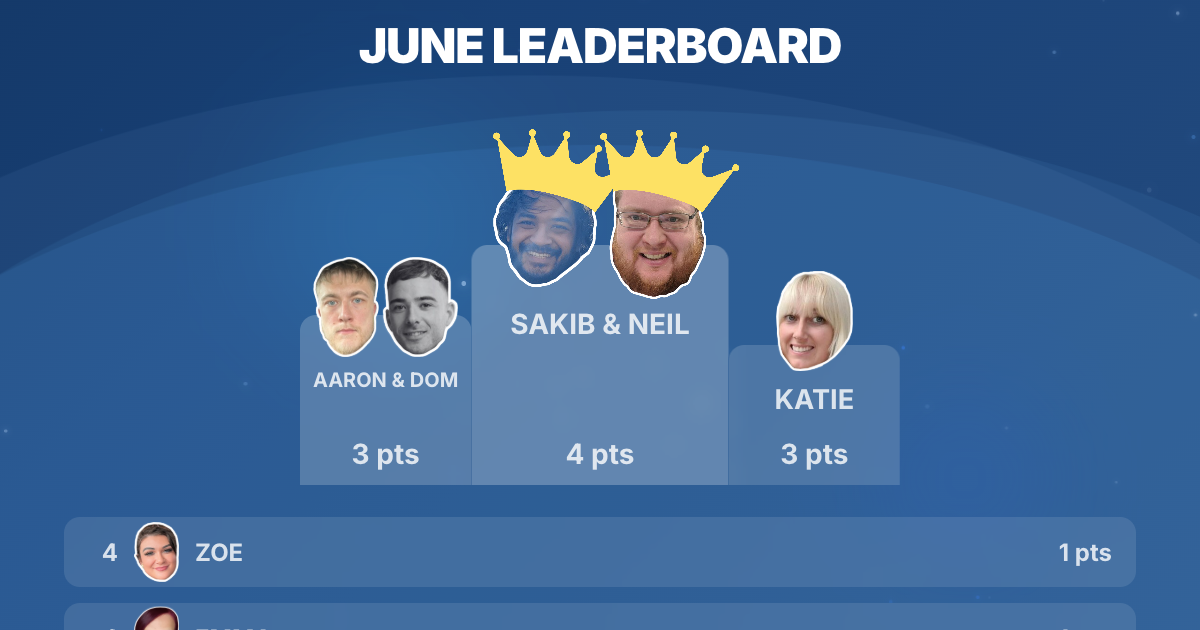 JUNE LEADERBOARD
SAKIB & NEIL
AARON & DOM
KATIE
3 pts
4 pts
3 pts
4 ZOE 1 pts